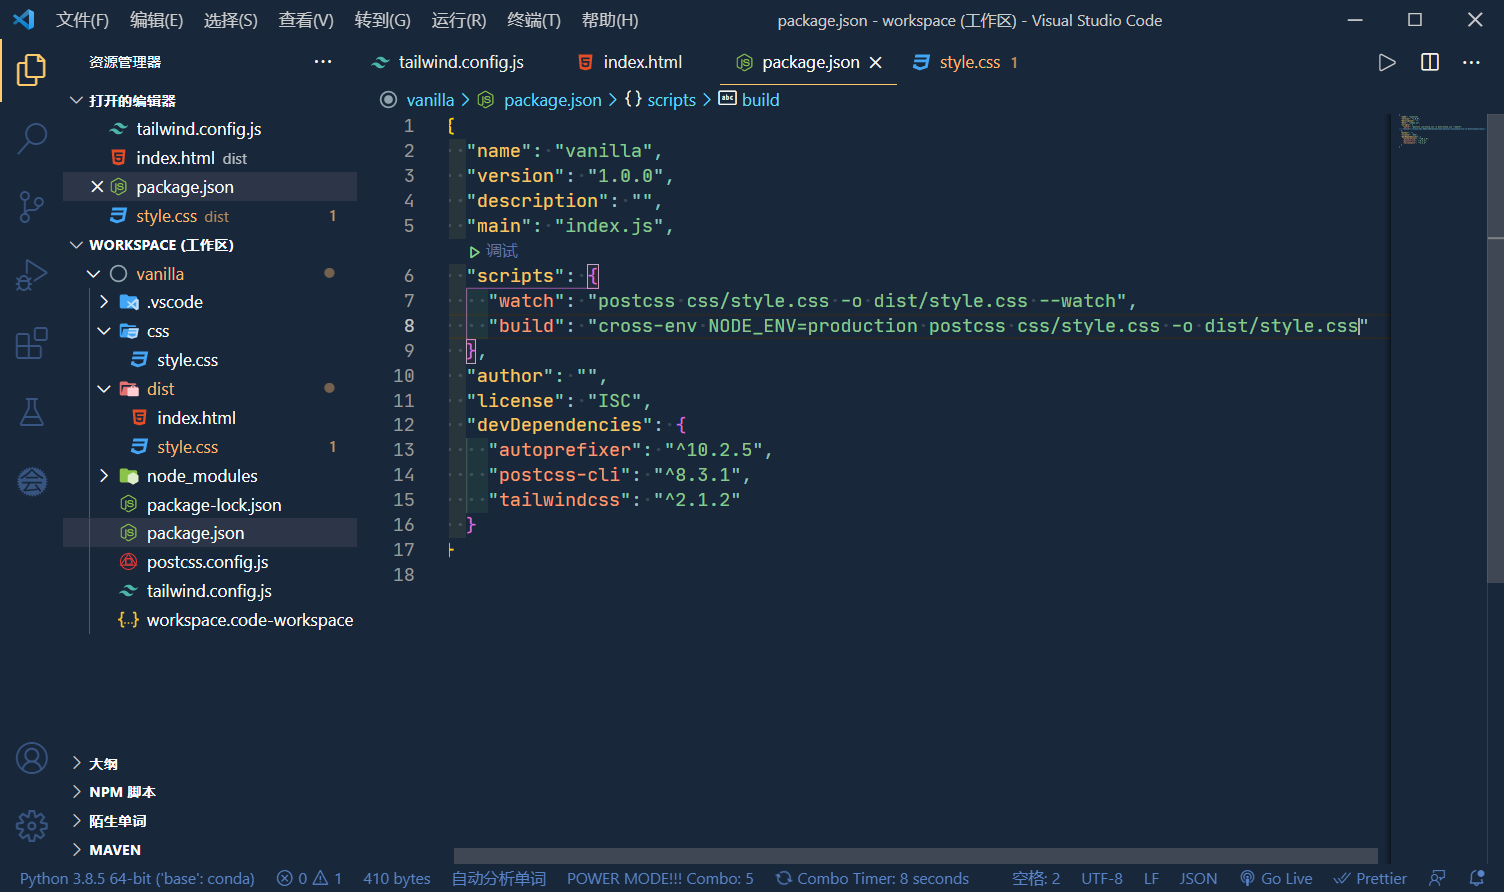 文件(F) 编辑(E) 选择(S) 查看(V) 转到(G) 运行(R) 终端(T) 帮助(H) package.json - workspace (工作区) - Visual Studio Code
资源管理器
打开的编辑器
tailwind.config.js
index.html dist
package.json
style.css dist 1
WORKSPACE (工作区)
vanilla
.vscode
css
style.css
dist
index.html
style.css 1
node_modules
package-lock.json
package.json
postcss.config.js
tailwind.config.js
workspace.code-workspace
大纲
NPM 脚本
陌生单词
MAVEN
tailwind.config.js index.html package.json style.css 1
vanilla > package.json > {} scripts > abc build
1 {
2 "name": "vanilla",
3 "version": "1.0.0",
4 "description": "",
5 "main": "index.js",
调试
6 "scripts": {
7 "watch": "postcss css/style.css -o dist/style.css --watch",
8 "build": "cross-env NODE_ENV=production postcss css/style.css -o dist/style.css"
9 },
10 "author": "",
11 "license": "ISC",
12 "devDependencies": {
13 "autoprefixer": "^10.2.5",
14 "postcss-cli": "^8.3.1",
15 "tailwindcss": "^2.1.2"
16 }
17 }
18
Python 3.8.5 64-bit ('base': conda) 0 1 410 bytes 自动分析单词 POWER MODE!!! Combo: 5 Combo Timer: 8 seconds 空格: 2 UTF-8 LF JSON Go Live Prettier